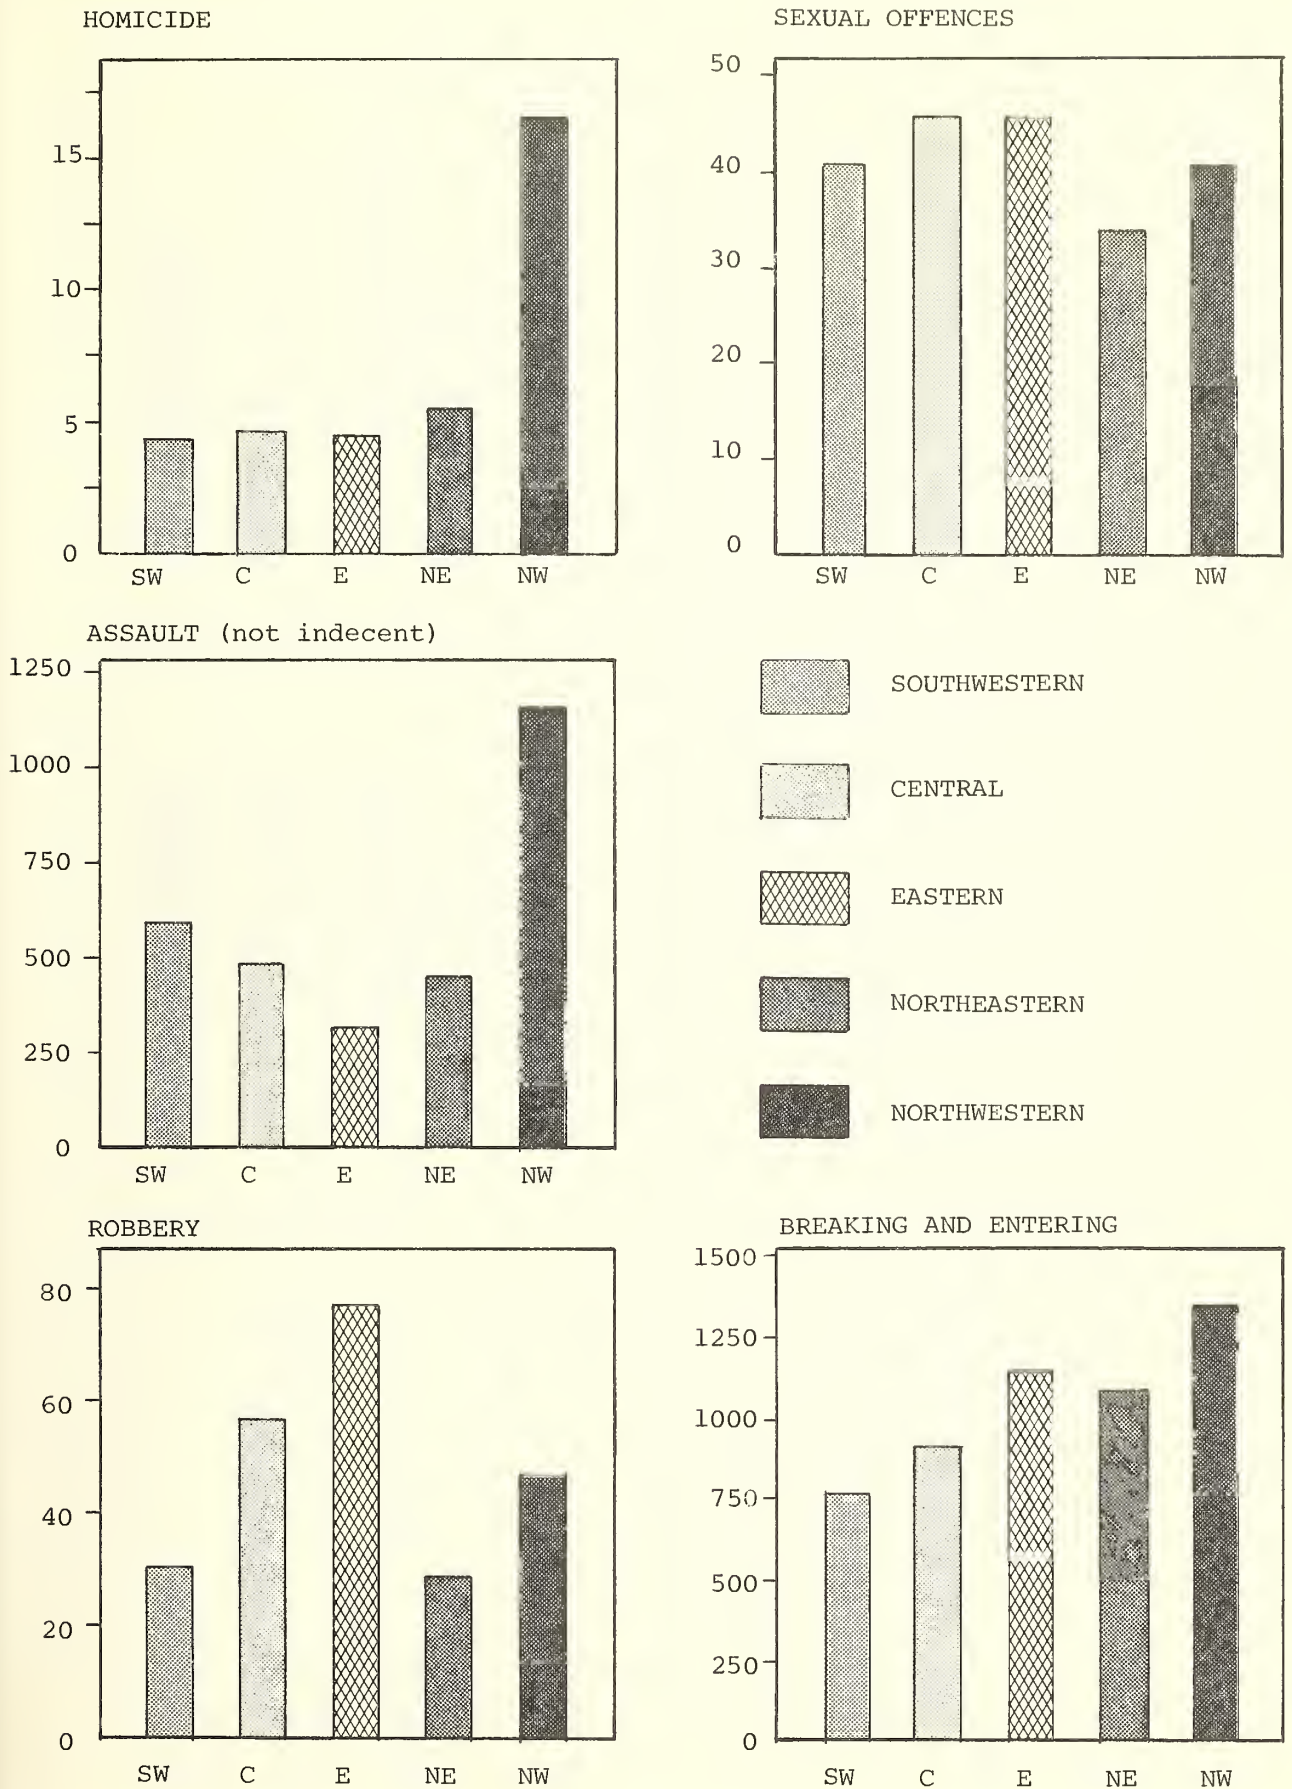 HOMICIDE
15
10
5
0
SW C E NE NW
SEXUAL OFFENCES
50
40
30
20
10
0
SW C E NE NW
ASSAULT (not indecent)
1250
1000
750
500
250
0
SW C E NE NW
SOUTHWESTERN
CENTRAL
EASTERN
NORTHEASTERN
NORTHWESTERN
ROBBERY
80
60
40
20
0
SW C E NE NW
BREAKING AND ENTERING
1500
1250
1000
750
500
250
0
SW C E NE NW